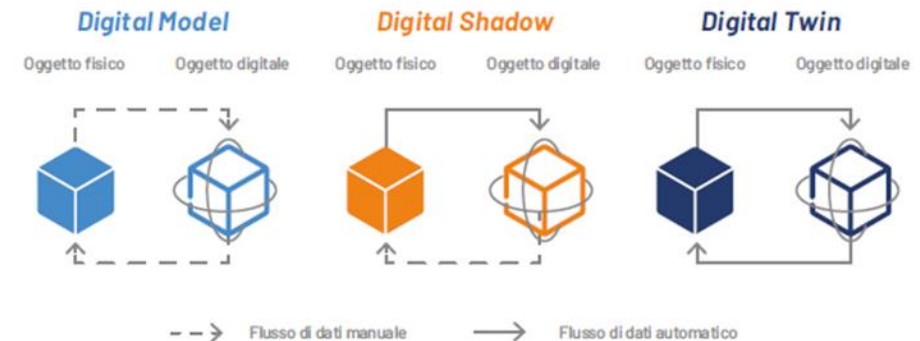 Digital Model
Digital Shadow
Digital Twin
Oggetto fisico
Oggetto digitale
Oggetto fisico
Oggetto digitale
Oggetto fisico
Oggetto digitale
Flusso di dati manuale
Flusso di dati automatico